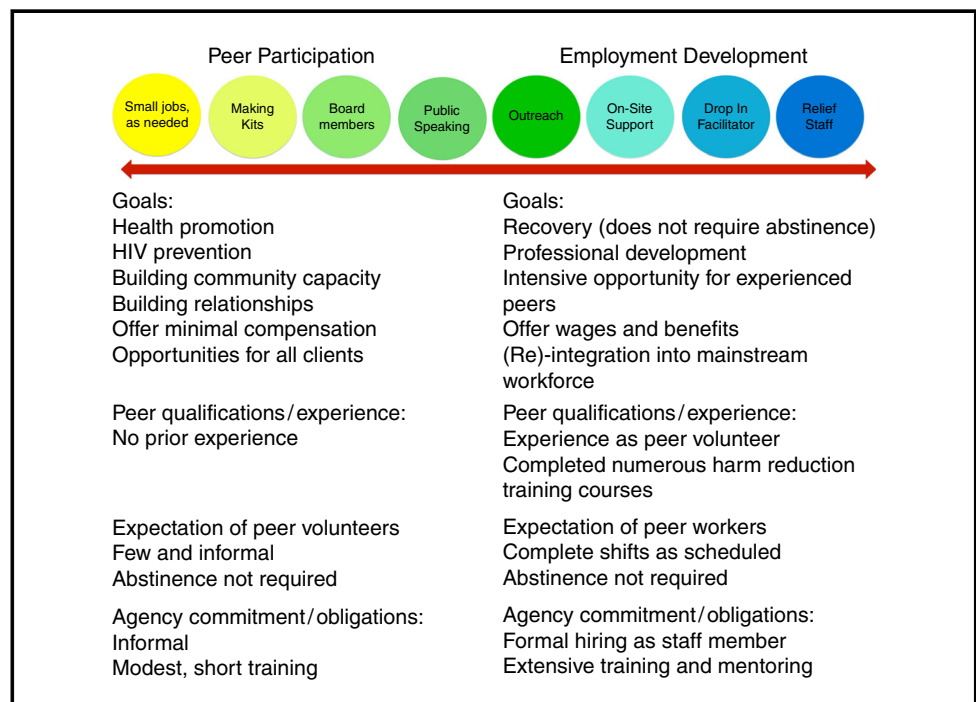 Peer Participation
Employment Development
Small jobs,
as needed
Making
Kits
Board
members
Public
Speaking
Outreach
On-Site
Support
Drop In
Facilitator
Relief
Staff
Goals:
Health promotion
HIV prevention
Building community capacity
Building relationships
Offer minimal compensation
Opportunities for all clients
Goals:
Recovery (does not require abstinence)
Professional development
Intensive opportunity for experienced
peers
Offer wages and benefits
(Re)-integration into mainstream
workforce
Peer qualifications/experience:
No prior experience
Peer qualifications/experience:
Experience as peer volunteer
Completed numerous harm reduction
training courses
Expectation of peer volunteers
Few and informal
Abstinence not required
Expectation of peer workers
Complete shifts as scheduled
Abstinence not required
Agency commitment/obligations:
Informal
Modest, short training
Agency commitment/obligations:
Formal hiring as staff member
Extensive training and mentoring